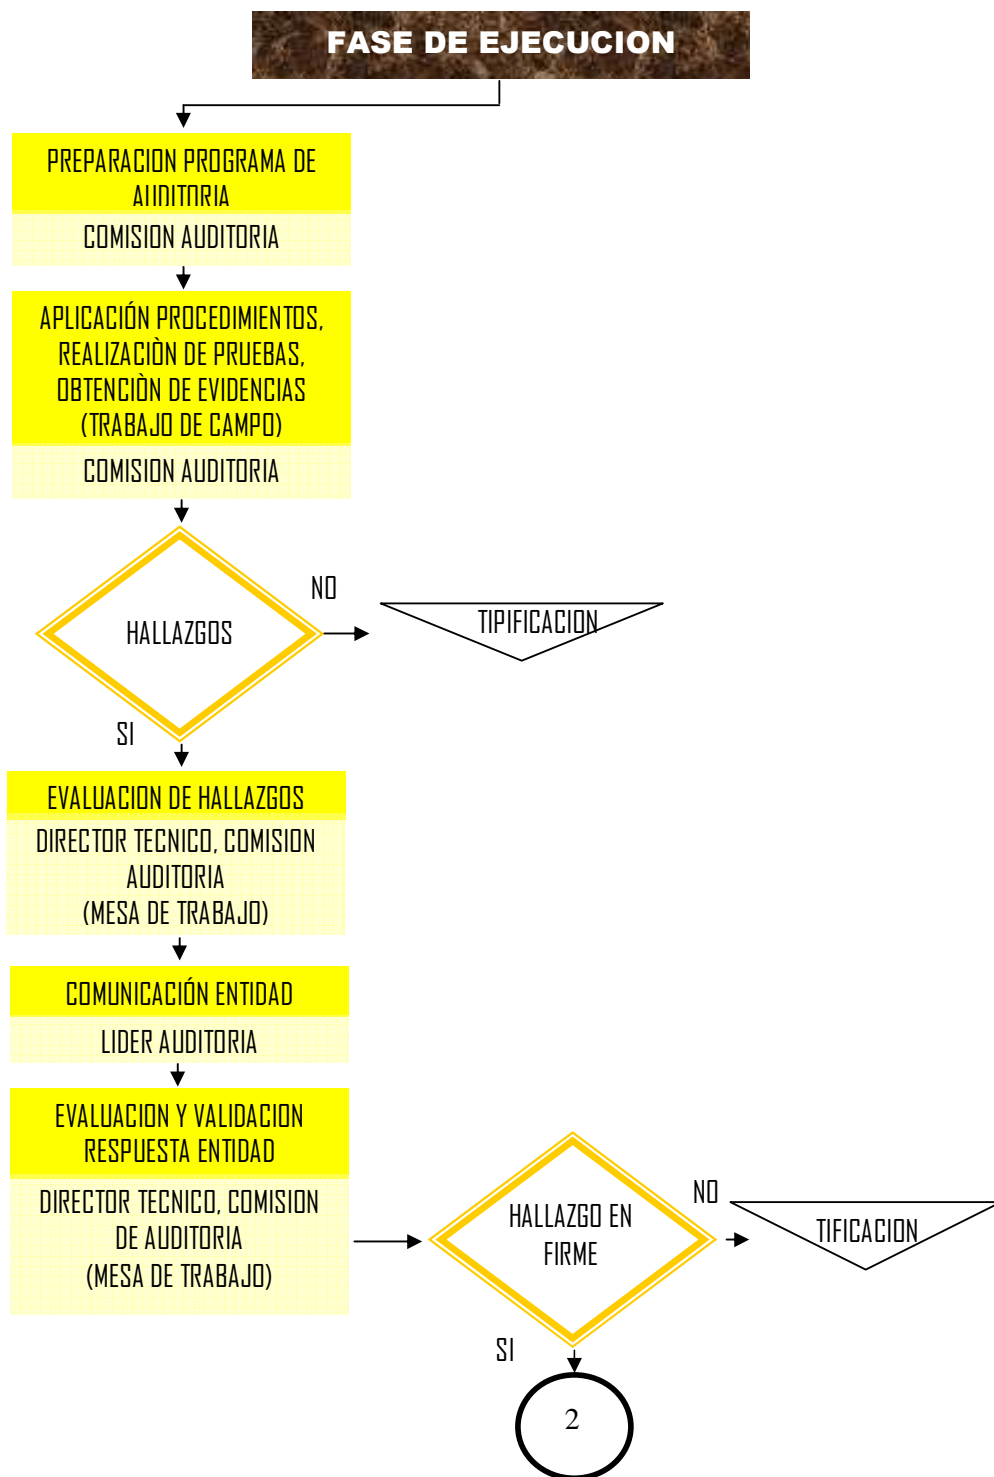 FASE DE EJECUCION
PREPARACION PROGRAMA DE
AUDITORIA
COMISION AUDITORIA
APLICACIÓN PROCEDIMIENTOS,
REALIZACIÒN DE PRUEBAS,
OBTENCIÒN DE EVIDENCIAS
(TRABAJO DE CAMPO)
COMISION AUDITORIA
NO
HALLAZGOS
TIPIFICACION
SI
EVALUACION DE HALLAZGOS
DIRECTOR TECNICO, COMISION
AUDITORIA
(MESA DE TRABAJO)
COMUNICACIÓN ENTIDAD
LIDER AUDITORIA
EVALUACION Y VALIDACION
RESPUESTA ENTIDAD
DIRECTOR TECNICO, COMISION
DE AUDITORIA
(MESA DE TRABAJO)
HALLAZGO EN
FIRME
NO
TIFICACION
SI
2